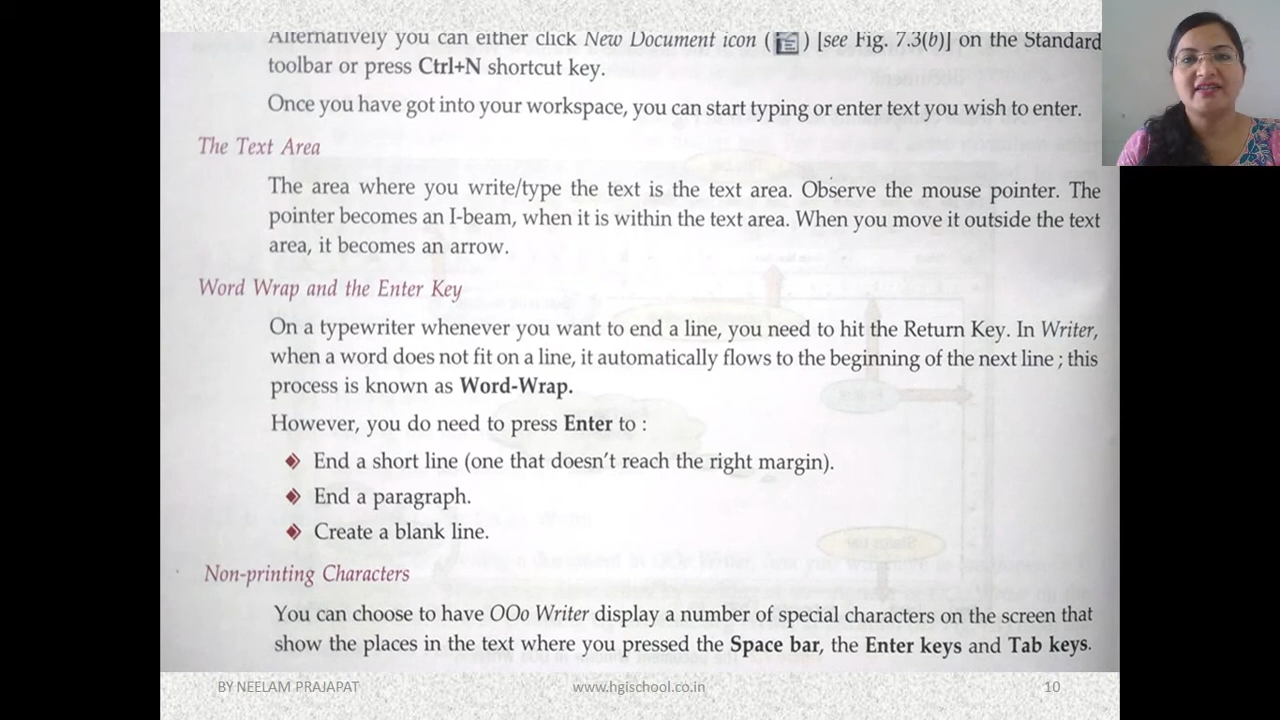 Alternatively you can either click New Document icon ( ) [see Fig. 7.3(b)] on the Standard
toolbar or press Ctrl+N shortcut key.
Once you have got into your workspace, you can start typing or enter text you wish to enter.
The Text Area
The area where you write/type the text is the text area. Observe the mouse pointer. The
pointer becomes an I-beam, when it is within the text area. When you move it outside the text
area, it becomes an arrow.
Word Wrap and the Enter Key
On a typewriter whenever you want to end a line, you need to hit the Return Key. In Writer,
when a word does not fit on a line, it automatically flows to the beginning of the next line ; this
process is known as Word-Wrap.
However, you do need to press Enter to :
End a short line (one that doesn't reach the right margin).
End a paragraph.
Create a blank line.
Non-printing Characters
You can choose to have OOo Writer display a number of special characters on the screen that
show the places in the text where you pressed the Space bar, the Enter keys and Tab keys.
BY NEELAM PRAJAPAT www.hgischool.co.in 10